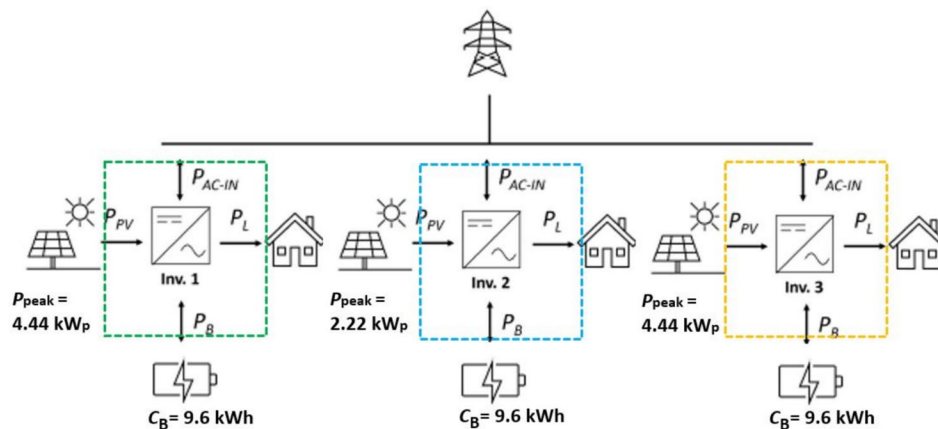 P_AC-IN
P_PV
P_L
Inv. 1
P_peak =
4.44 kW_p
P_B
C_B= 9.6 kWh
P_AC-IN
P_PV
P_L
Inv. 2
P_peak =
2.22 kW_p
P_B
C_B= 9.6 kWh
P_AC-IN
P_PV
P_L
Inv. 3
P_peak =
4.44 kW_p
P_B
C_B= 9.6 kWh